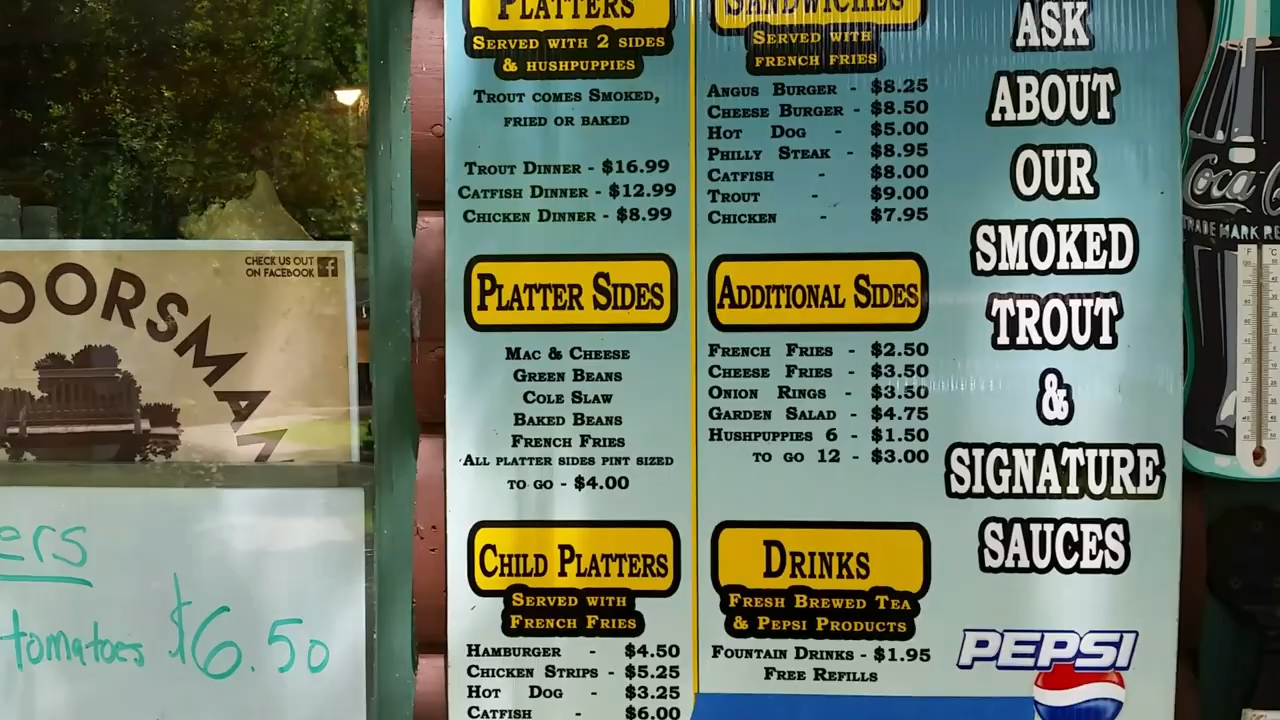 PLATTERS
SERVED WITH 2 SIDES
& HUSHPUPPIES
TROUT COMES SMOKED,
FRIED OR BAKED
TROUT DINNER - $16.99
CATFISH DINNER - $12.99
CHICKEN DINNER - $8.99
PLATTER SIDES
MAC & CHEESE
GREEN BEANS
COLE SLAW
BAKED BEANS
FRENCH FRIES
ALL PLATTER SIDES PINT SIZED
TO GO - $4.00
CHILD PLATTERS
SERVED WITH
FRENCH FRIES
HAMBURGER - $4.50
CHICKEN STRIPS - $5.25
HOT DOG - $3.25
CATFISH - $6.00
SANDWICHES
SERVED WITH
FRENCH FRIES
ANGUS BURGER - $8.25
CHEESE BURGER - $8.50
HOT DOG - $5.00
PHILLY STEAK - $8.95
CATFISH - $8.00
TROUT - $9.00
CHICKEN - $7.95
ADDITIONAL SIDES
FRENCH FRIES - $2.50
CHEESE FRIES - $3.50
ONION RINGS - $3.50
GARDEN SALAD - $4.75
HUSHPUPPIES 6 - $1.50
TO GO 12 - $3.00
DRINKS
FRESH BREWED TEA
& PEPSI PRODUCTS
FOUNTAIN DRINKS - $1.95
FREE REFILLS
ASK
ABOUT
OUR
SMOKED
TROUT
&
SIGNATURE
SAUCES
PEPSI
CHECK US OUT
ON FACEBOOK f
OORSMAN
ers
tomatoes $6.50
Coca C
TRADE MARK RE
F C